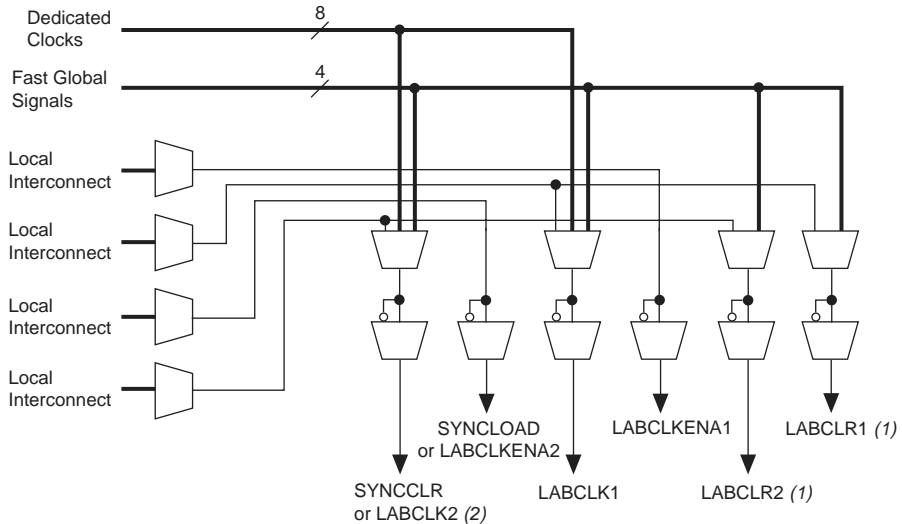 Dedicated
Clocks
8
Fast Global
Signals
4
Local
Interconnect
Local
Interconnect
Local
Interconnect
Local
Interconnect
SYNCLOAD
or LABCLKENA2
LABCLKENA1
LABCLR1 (1)
SYNCCLR
or LABCLK2 (2)
LABCLK1
LABCLR2 (1)